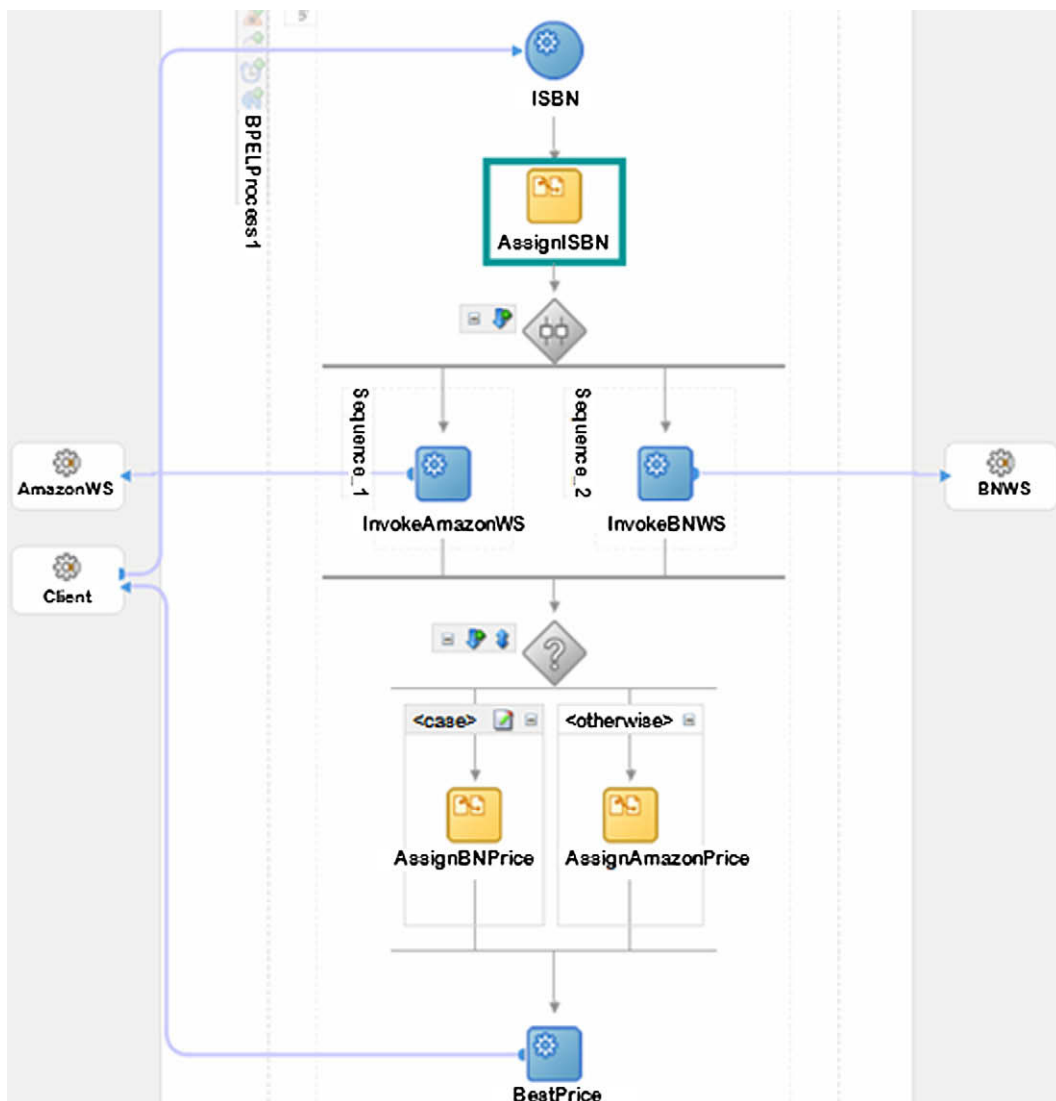 ISBN
BPELProcess1
AssignISBN
Sequence_1
Sequence_2
AmazonWS
InvokeAmazonWS
InvokeBNWS
BNWS
Client
?
<case>
<otherwise>
AssignBNPrice
AssignAmazonPrice
BestPrice